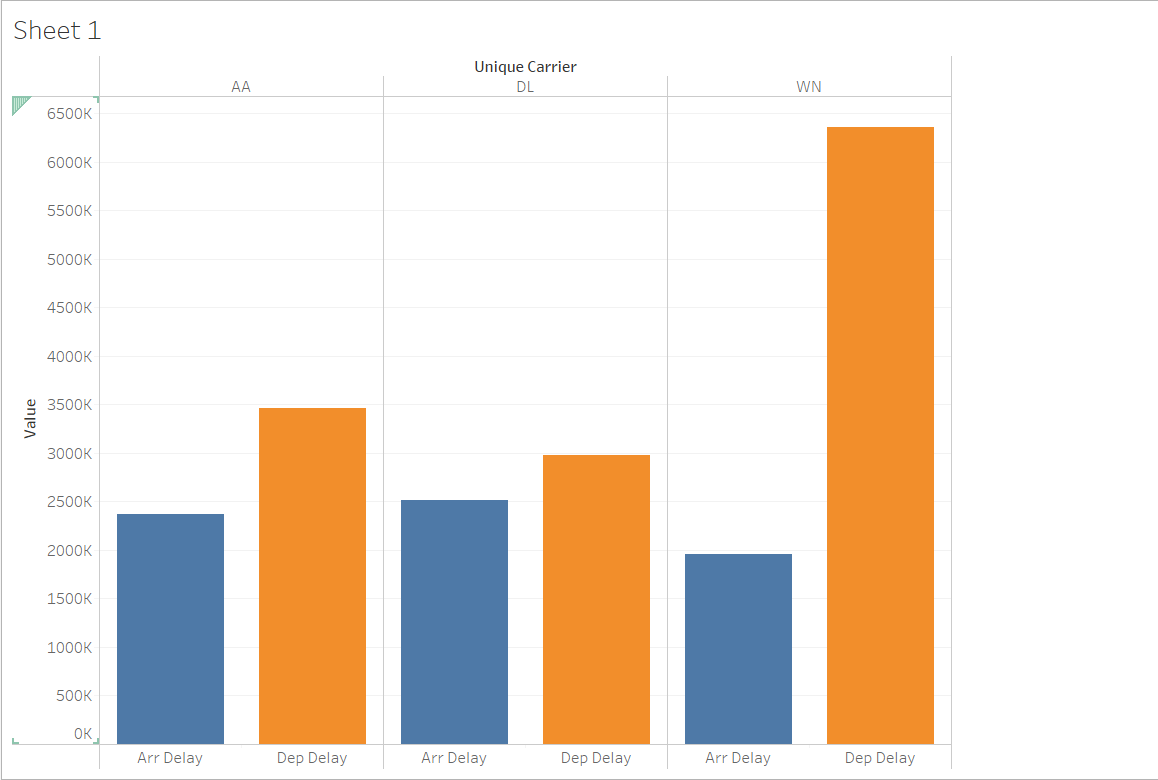 Sheet 1
Unique Carrier
AA DL WN
6500K
6000K
5500K
5000K
4500K
4000K
Value
3500K
3000K
2500K
2000K
1500K
1000K
500K
0K
Arr Delay Dep Delay Arr Delay Dep Delay Arr Delay Dep Delay